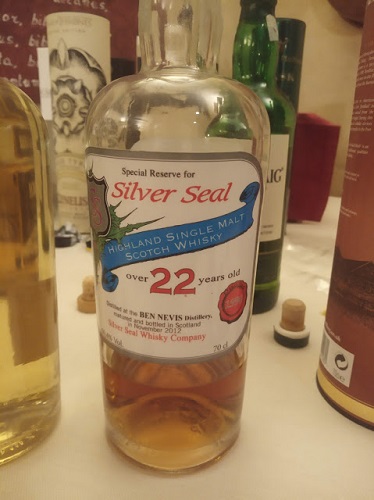 Special Reserve for
Silver Seal
HIGHLAND SINGLE MALT
SCOTCH WHISKY
over 22 years old
Distilled at the BEN NEVIS Distillery,
matured and bottled in Scotland
in November 2012
Silver Seal Whisky Company
% Vol.
70 cl